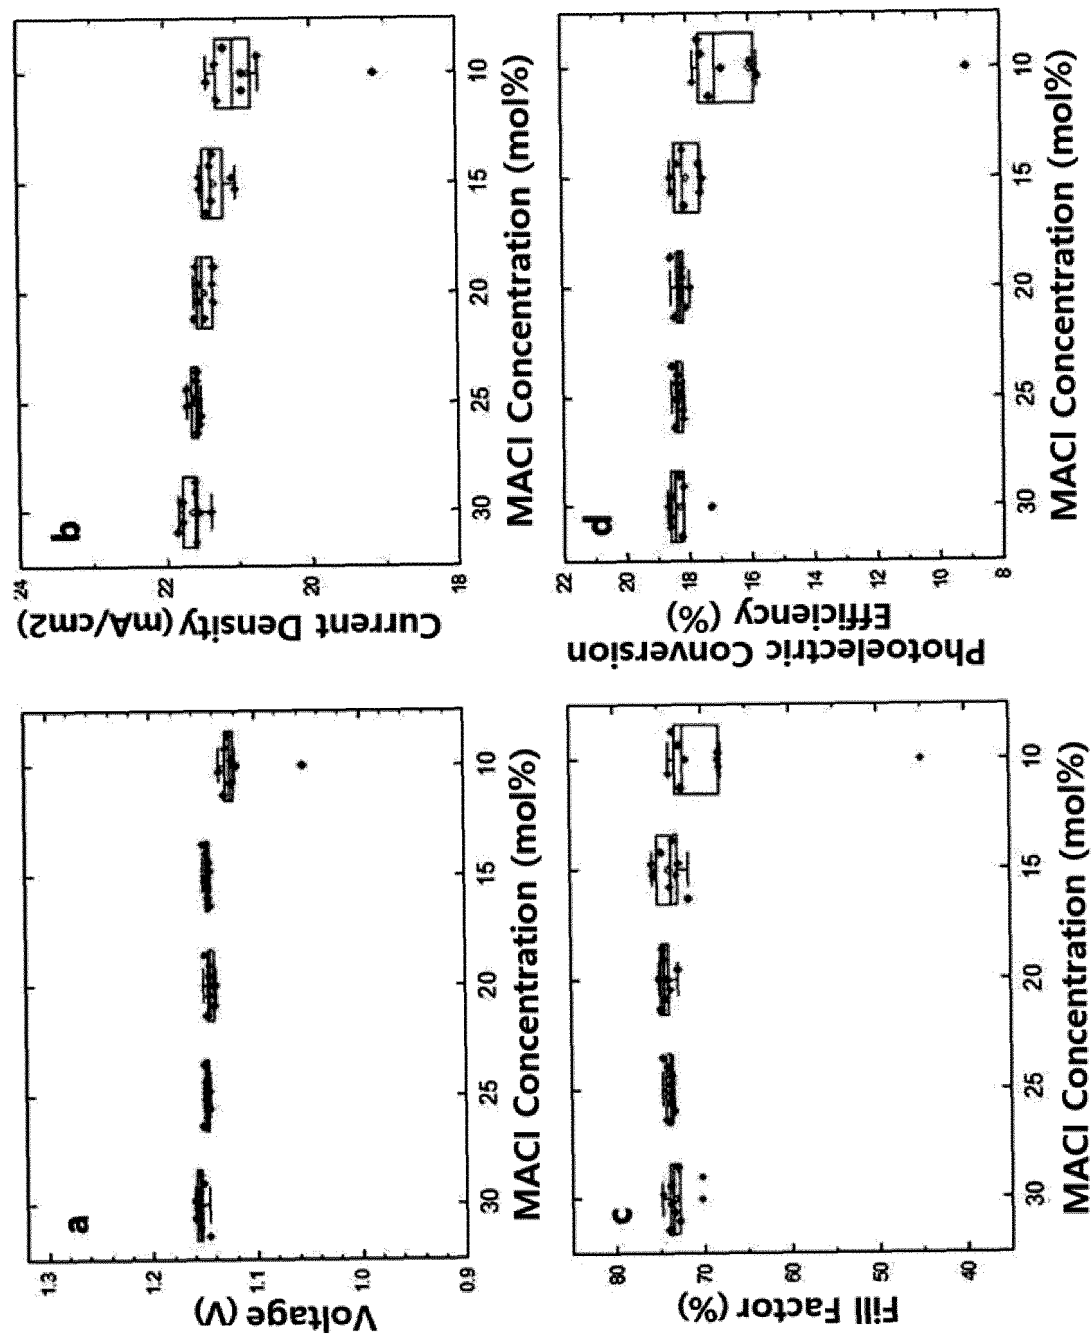 a
Voltage (V)
1.3
1.2
1.1
1.0
0.9
30 25 20 15 10
MACI Concentration (mol%)
b
Current Density (mA/cm2)
24
22
20
18
30 25 20 15 10
MACI Concentration (mol%)
c
Fill Factor (%)
80
70
60
50
40
30 25 20 15 10
MACI Concentration (mol%)
d
Photoelectric Conversion
Efficiency (%)
22
20
18
16
14
12
10
8
30 25 20 15 10
MACI Concentration (mol%)